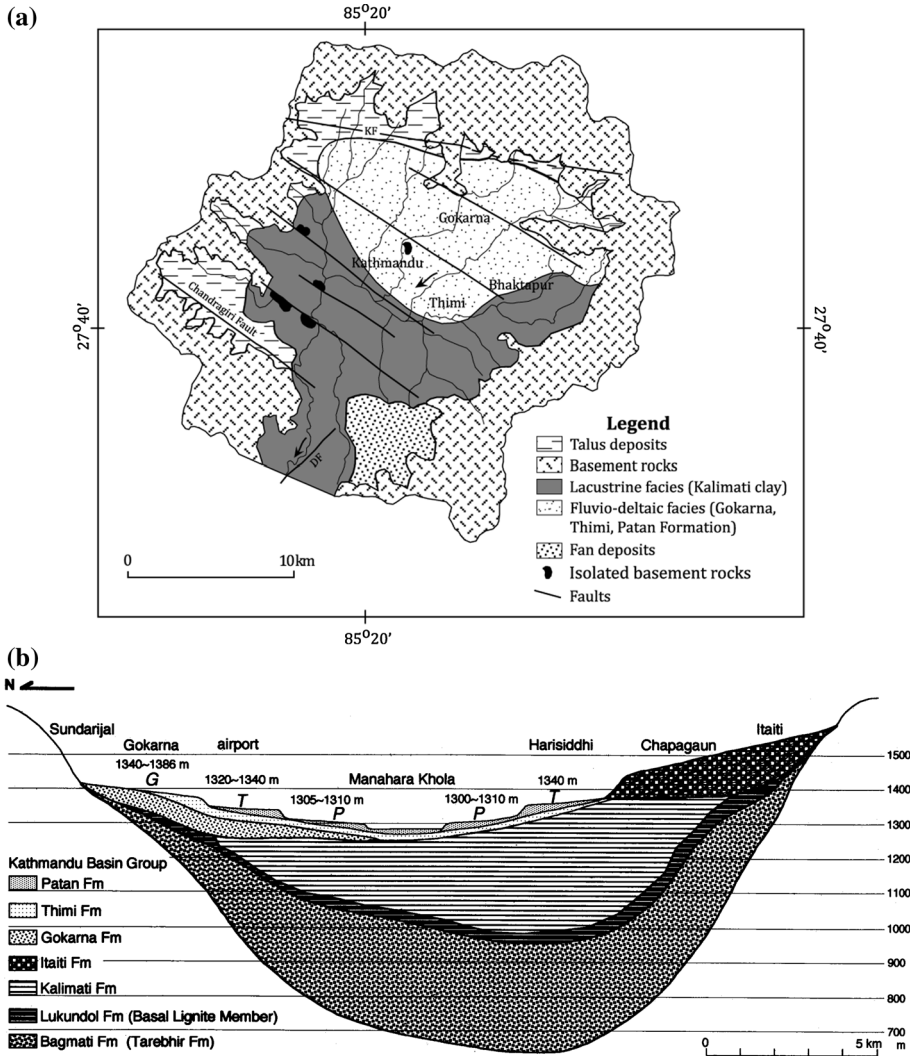 (a)
85°20'
KF
Gokarna
Kathmandu
Bhaktapur
Thimi
Chandragiri Fault
27°40'
27°40'
DF
Legend
Talus deposits
Basement rocks
Lacustrine facies (Kalimati clay)
Fluvio-deltaic facies (Gokarna,
Thimi, Patan Formation)
Fan deposits
Isolated basement rocks
Faults
0 10km
85°20'
(b)
N
Sundarijal
Itaiti
Gokarna airport Harisiddhi Chapagaun
1340~1386 m
G
1320~1340 m
T
Manahara Khola
1340 m
T
1305~1310 m
P
1300~1310 m
P
1500
1400
1300
1200
1100
1000
900
800
700
m
Kathmandu Basin Group
Patan Fm
Thimi Fm
Gokarna Fm
Itaiti Fm
Kalimati Fm
Lukundol Fm (Basal Lignite Member)
Bagmati Fm (Tarebhir Fm)
0 5 km